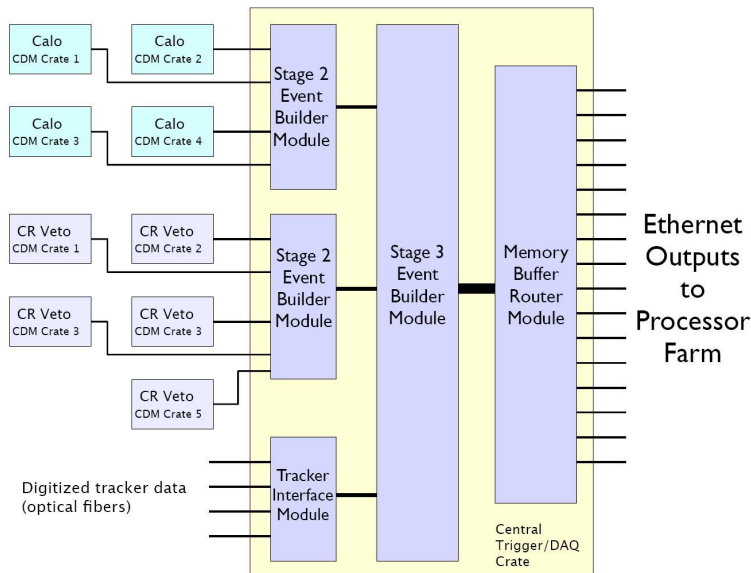 Calo
CDM Crate 1
Calo
CDM Crate 2
Calo
CDM Crate 3
Calo
CDM Crate 4
Stage 2
Event
Builder
Module
CR Veto
CDM Crate 1
CR Veto
CDM Crate 2
CR Veto
CDM Crate 3
CR Veto
CDM Crate 3
CR Veto
CDM Crate 5
Stage 2
Event
Builder
Module
Digitized tracker data
(optical fibers)
Tracker
Interface
Module
Stage 3
Event
Builder
Module
Memory
Buffer
Router
Module
Central
Trigger/DAQ
Crate
Ethernet
Outputs
to
Processor
Farm